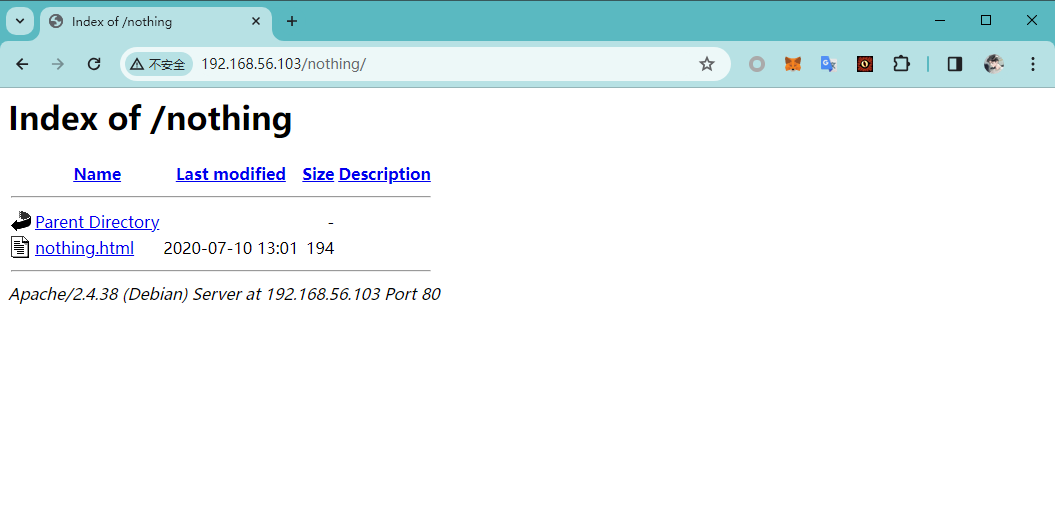 Index of /nothing
不安全 192.168.56.103/nothing/
Index of /nothing
Name Last modified Size Description
Parent Directory -
nothing.html 2020-07-10 13:01 194
Apache/2.4.38 (Debian) Server at 192.168.56.103 Port 80